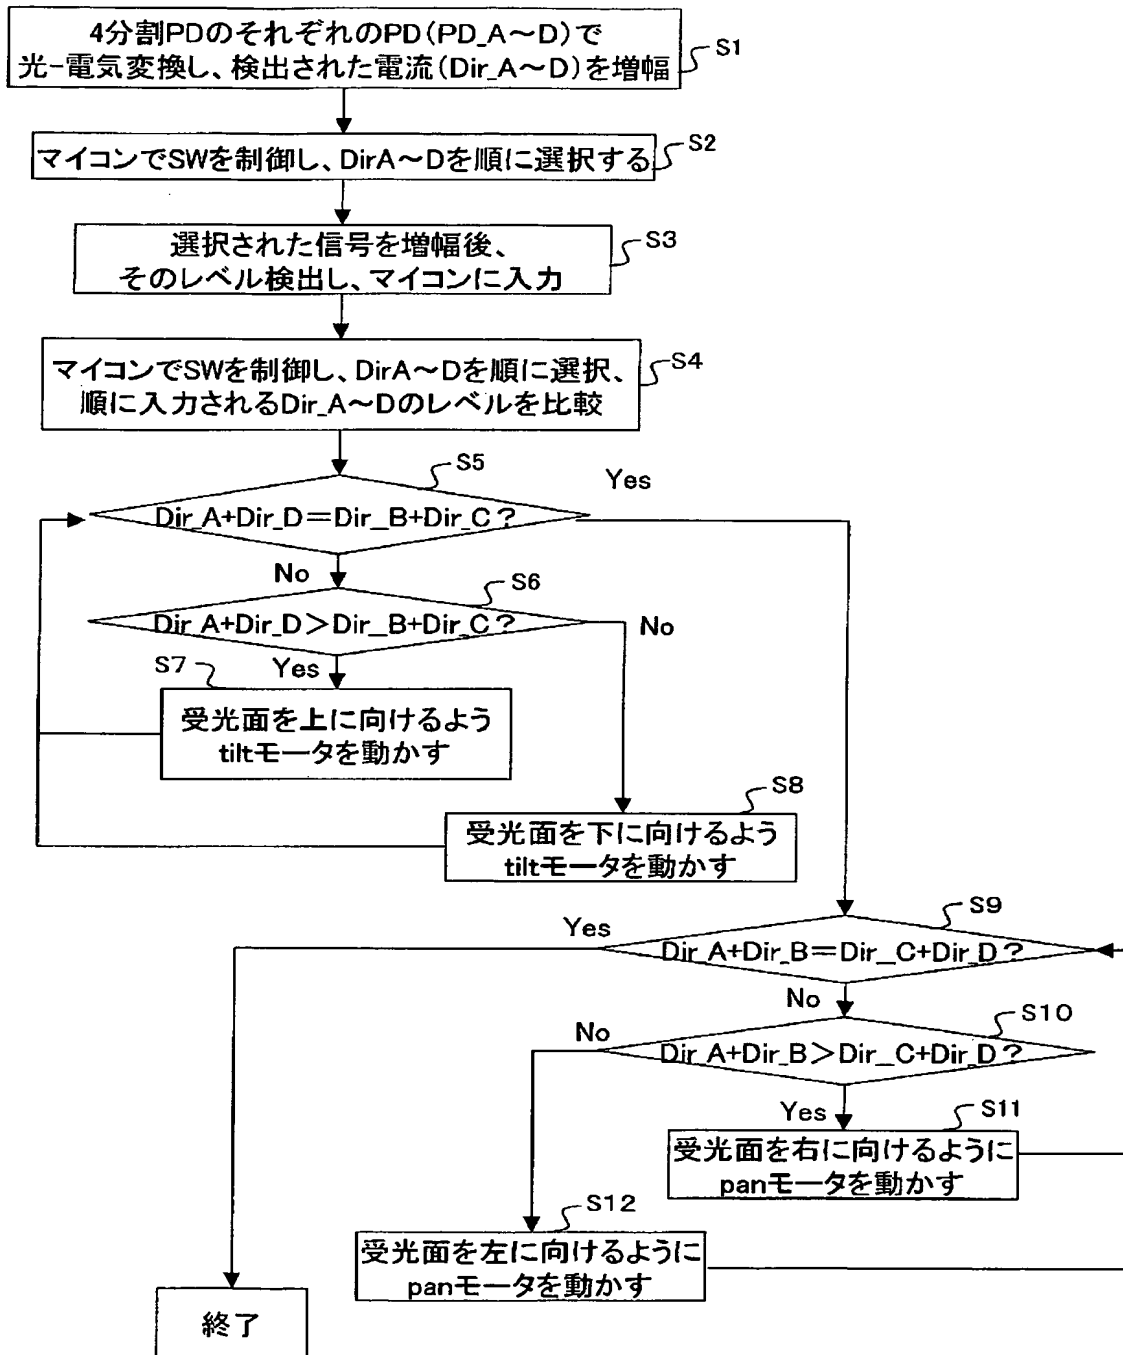 4分割PDのそれぞれのPD(PD_A～D)で
光-電気変換し、検出された電流(Dir_A～D)を増幅
S1
マイコンでSWを制御し、DirA～Dを順に選択する
S2
選択された信号を増幅後、
そのレベル検出し、マイコンに入力
S3
マイコンでSWを制御し、DirA～Dを順に選択、
順に入力されるDir_A～Dのレベルを比較
S4
S5
Yes
Dir_A+Dir_D＝Dir_B+Dir_C？
No
S6
Dir_A+Dir_D＞Dir_B+Dir_C？
No
S7
Yes
受光面を上に向けるよう
tiltモータを動かす
S8
受光面を下に向けるよう
tiltモータを動かす
S9
Yes
Dir_A+Dir_B＝Dir_C+Dir_D？
No
S10
No
Dir_A+Dir_B＞Dir_C+Dir_D？
Yes
S11
受光面を右に向けるように
panモータを動かす
S12
受光面を左に向けるように
panモータを動かす
終了